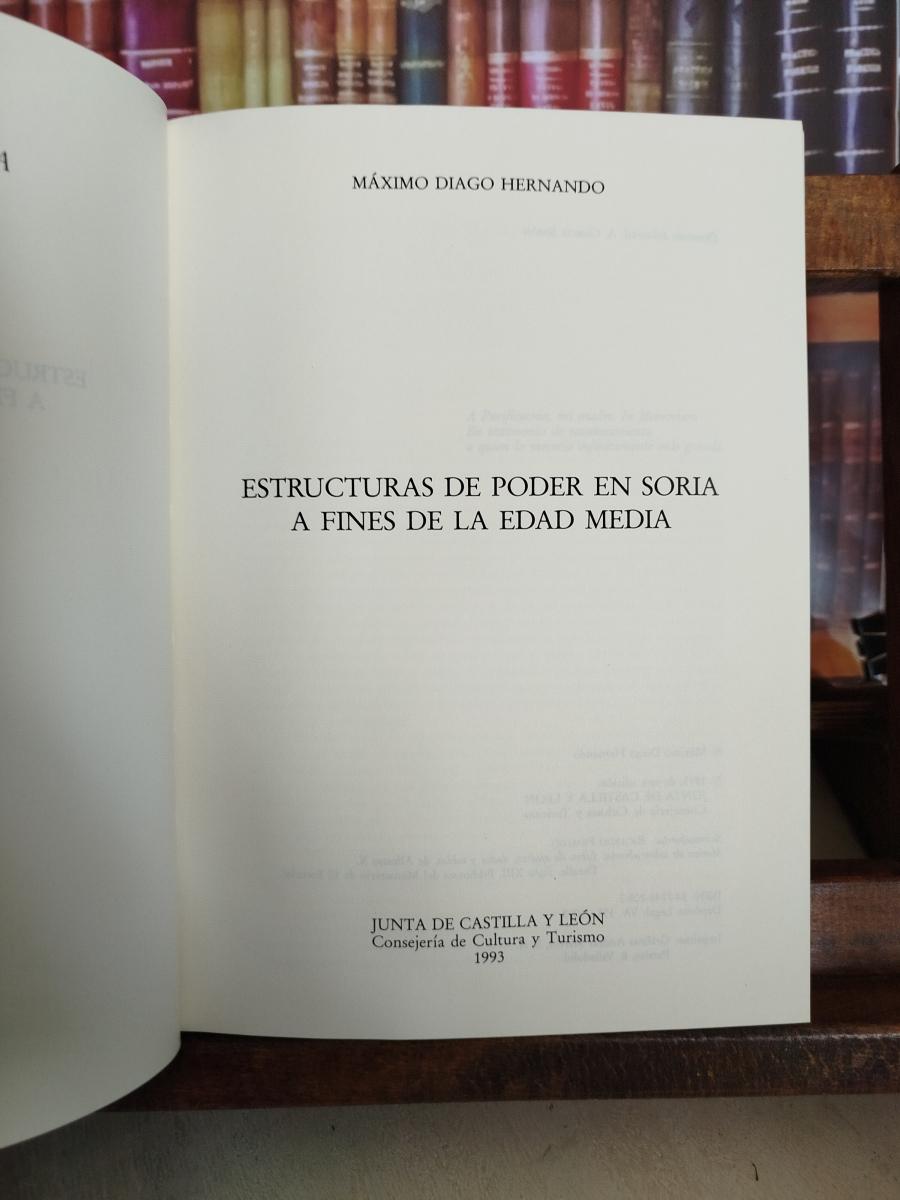 MÁXIMO DIAGO HERNANDO
ESTRUCTURAS DE PODER EN SORIA
A FINES DE LA EDAD MEDIA
JUNTA DE CASTILLA Y LEÓN
Consejería de Cultura y Turismo
1993